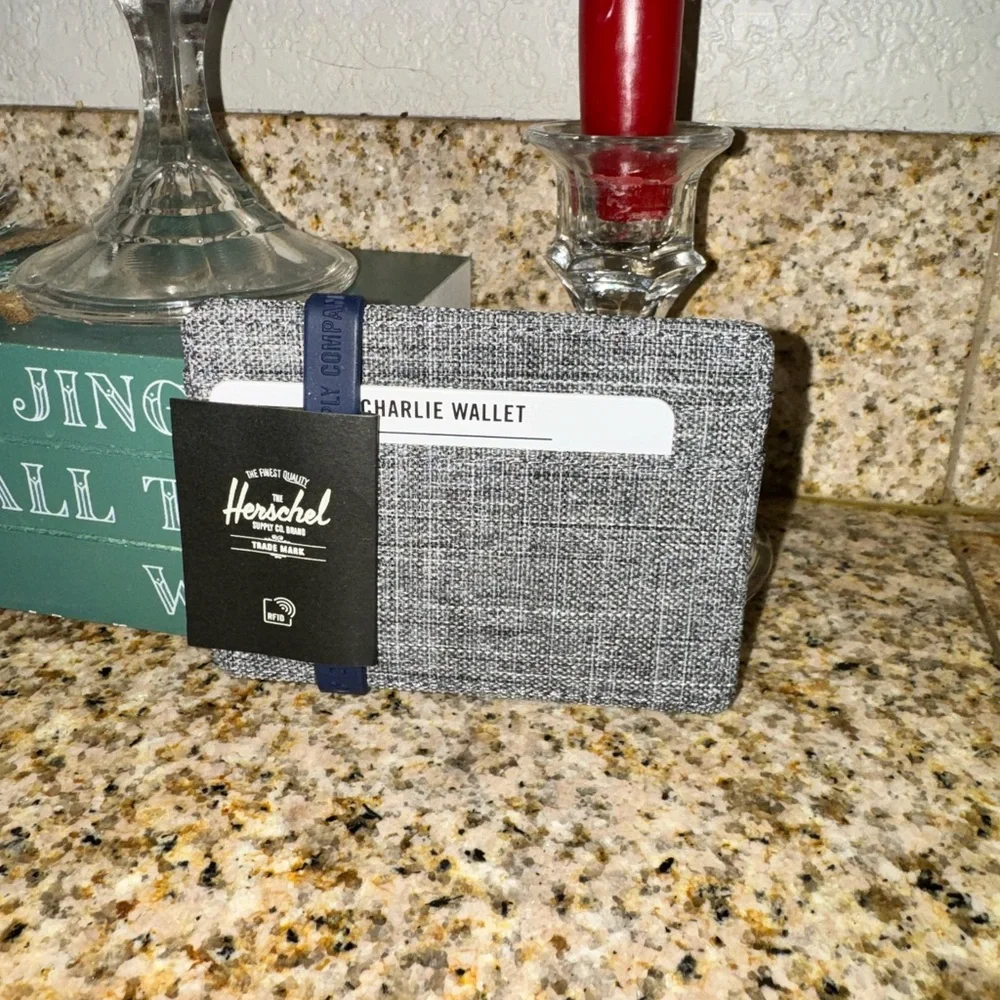 PLY COMPAN
CHARLIE WALLET
THE FINEST QUALITY
THE
Herschel
SUPPLY CO. BRAND
TRADE MARK
RFID
JING
ALL T
W